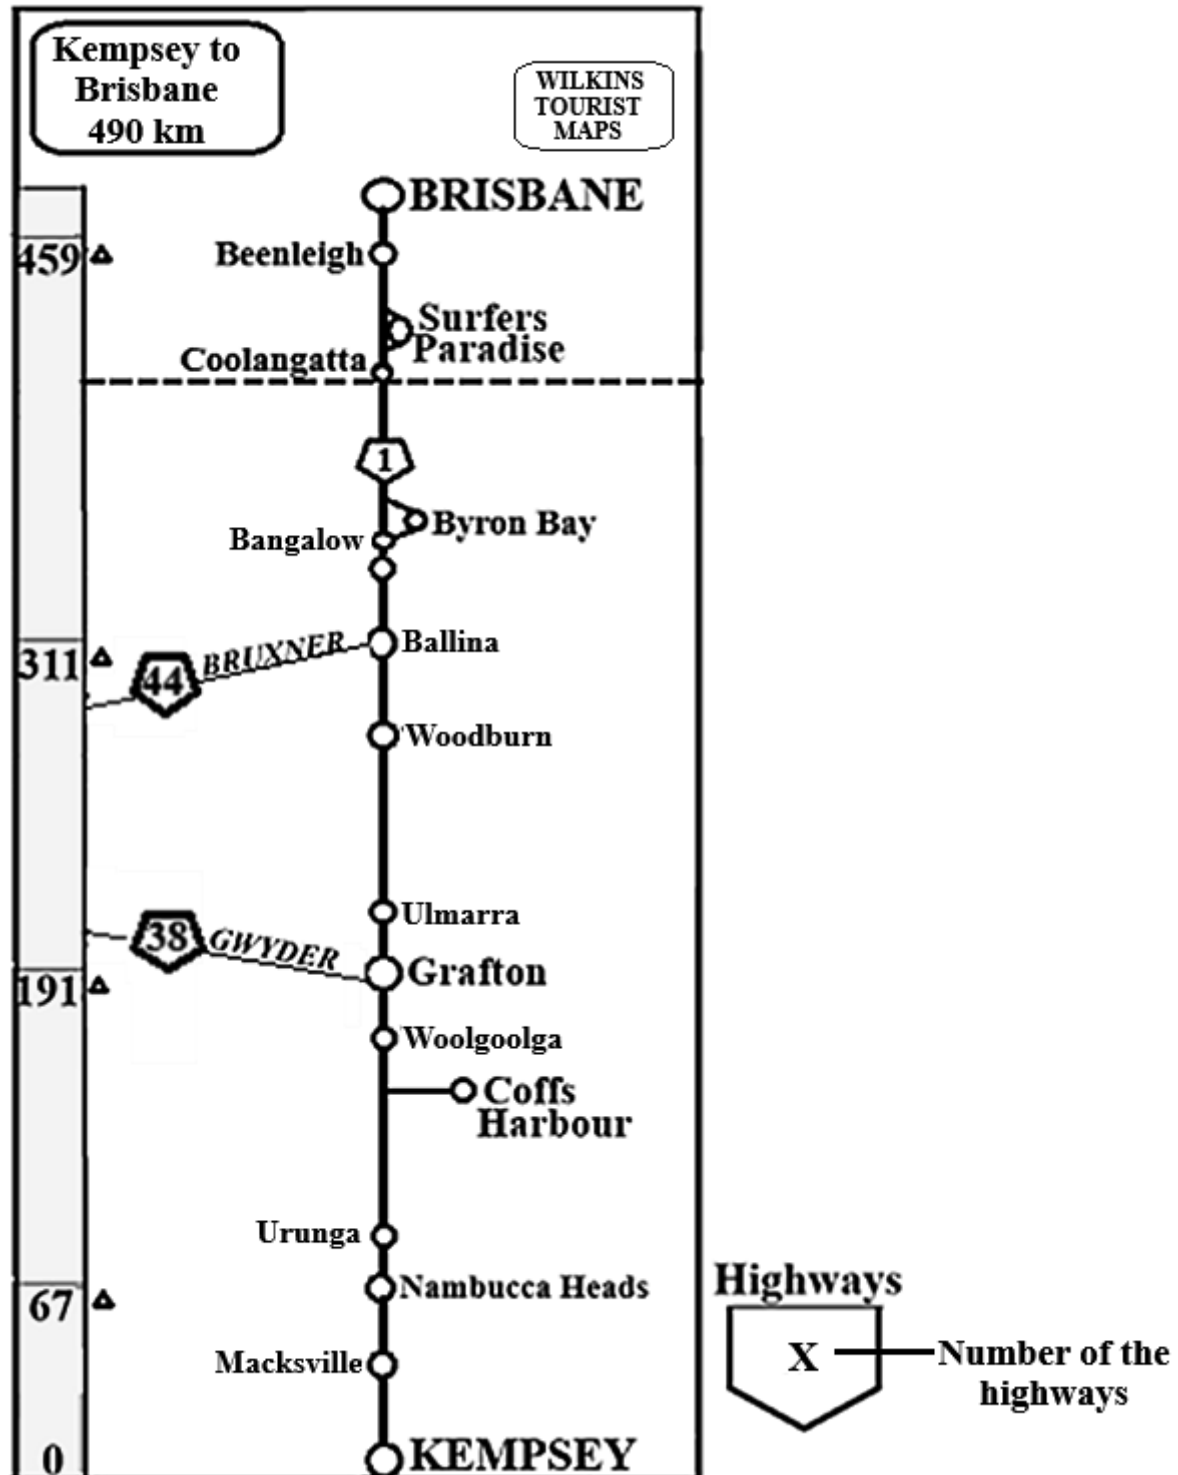 Kempsey to
Brisbane
490 km
WILKINS
TOURIST
MAPS
BRISBANE
459
Beenleigh
Surfers
Paradise
Coolangatta
1
Byron Bay
Bangalow
311
44
BRUXNER
Ballina
Woodburn
Ulmarra
38
GWYDER
Grafton
191
Woolgoolga
Coffs
Harbour
Urunga
67
Nambucca Heads
Macksville
0
KEMPSEY
Highways
X
Number of the
highways